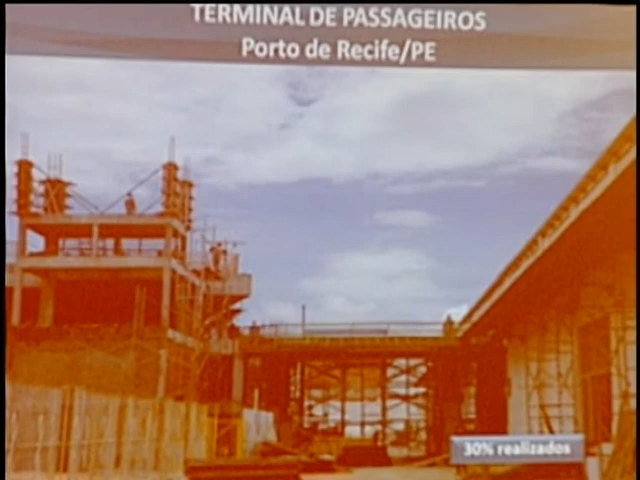 TERMINAL DE PASSAGEIROS
Porto de Recife/PE
30% realizados